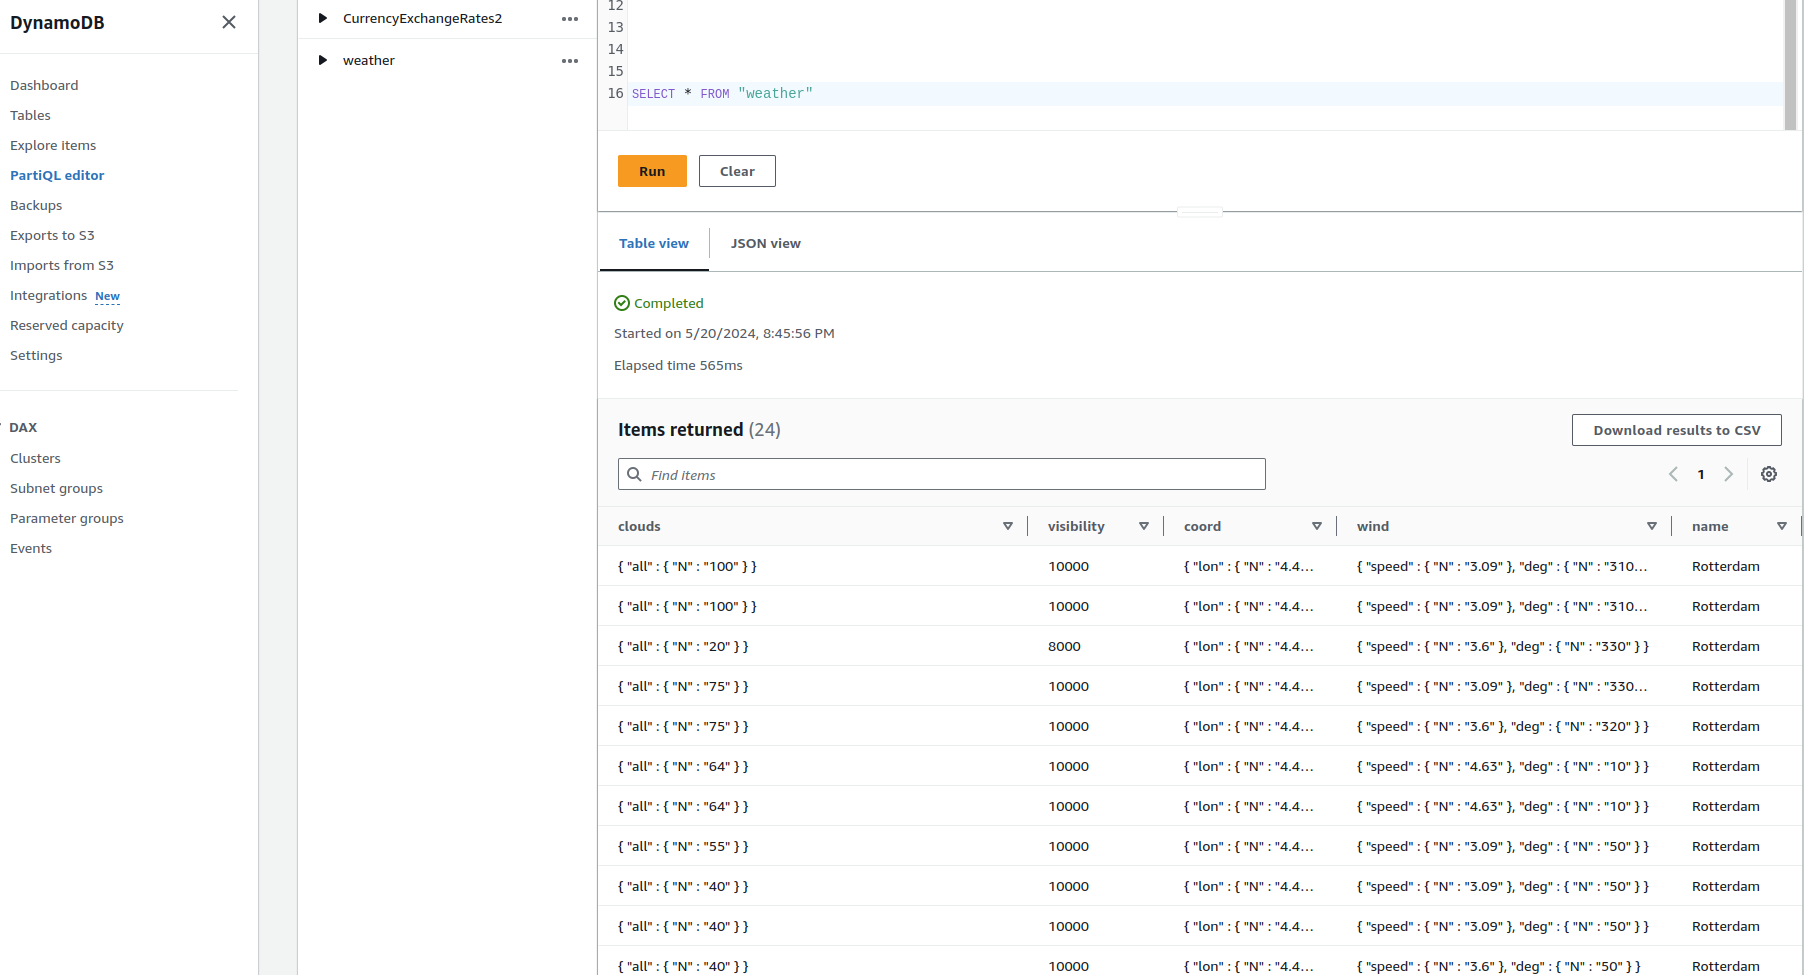 DynamoDB
Dashboard
Tables
Explore items
PartiQL editor
Backups
Exports to S3
Imports from S3
Integrations New
Reserved capacity
Settings
DAX
Clusters
Subnet groups
Parameter groups
Events
CurrencyExchangeRates2
weather
12
13
14
15
16 SELECT * FROM "weather"
Run Clear
Table view JSON view
Completed
Started on 5/20/2024, 8:45:56 PM
Elapsed time 565ms
Items returned (24) Download results to CSV
Find items 1
clouds visibility coord wind name
{ "all" : { "N" : "100" } } 10000 { "lon" : { "N" : "4.4... { "speed" : { "N" : "3.09" }, "deg" : { "N" : "310... Rotterdam
{ "all" : { "N" : "100" } } 10000 { "lon" : { "N" : "4.4... { "speed" : { "N" : "3.09" }, "deg" : { "N" : "310... Rotterdam
{ "all" : { "N" : "20" } } 8000 { "lon" : { "N" : "4.4... { "speed" : { "N" : "3.6" }, "deg" : { "N" : "330" } } Rotterdam
{ "all" : { "N" : "75" } } 10000 { "lon" : { "N" : "4.4... { "speed" : { "N" : "3.09" }, "deg" : { "N" : "330... Rotterdam
{ "all" : { "N" : "75" } } 10000 { "lon" : { "N" : "4.4... { "speed" : { "N" : "3.6" }, "deg" : { "N" : "320" } } Rotterdam
{ "all" : { "N" : "64" } } 10000 { "lon" : { "N" : "4.4... { "speed" : { "N" : "4.63" }, "deg" : { "N" : "10" } } Rotterdam
{ "all" : { "N" : "64" } } 10000 { "lon" : { "N" : "4.4... { "speed" : { "N" : "4.63" }, "deg" : { "N" : "10" } } Rotterdam
{ "all" : { "N" : "55" } } 10000 { "lon" : { "N" : "4.4... { "speed" : { "N" : "3.09" }, "deg" : { "N" : "50" } } Rotterdam
{ "all" : { "N" : "40" } } 10000 { "lon" : { "N" : "4.4... { "speed" : { "N" : "3.09" }, "deg" : { "N" : "50" } } Rotterdam
{ "all" : { "N" : "40" } } 10000 { "lon" : { "N" : "4.4... { "speed" : { "N" : "3.09" }, "deg" : { "N" : "50" } } Rotterdam
{ "all" : { "N" : "40" } } 10000 { "lon" : { "N" : "4.4... { "speed" : { "N" : "3.6" }, "deg" : { "N" : "50" } } Rotterdam